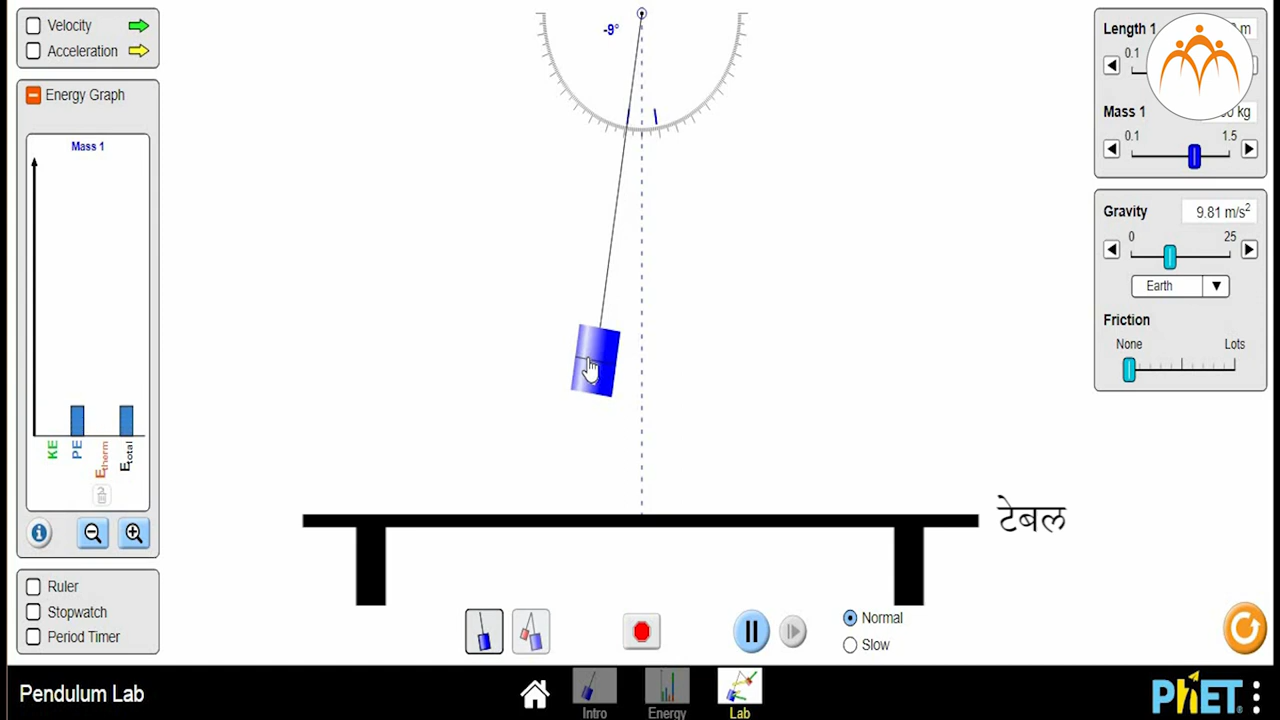 Velocity
Acceleration
Energy Graph
Mass 1
KE
PE
Etherm
Etotal
Ruler
Stopwatch
Period Timer
-9°
टेबल
Normal
Slow
Length 1
m
0.1
Mass 1
kg
0.1 1.5
Gravity
9.81 m/s²
0 25
Earth
Friction
None Lots
Pendulum Lab
Intro
Energy
Lab
PhET